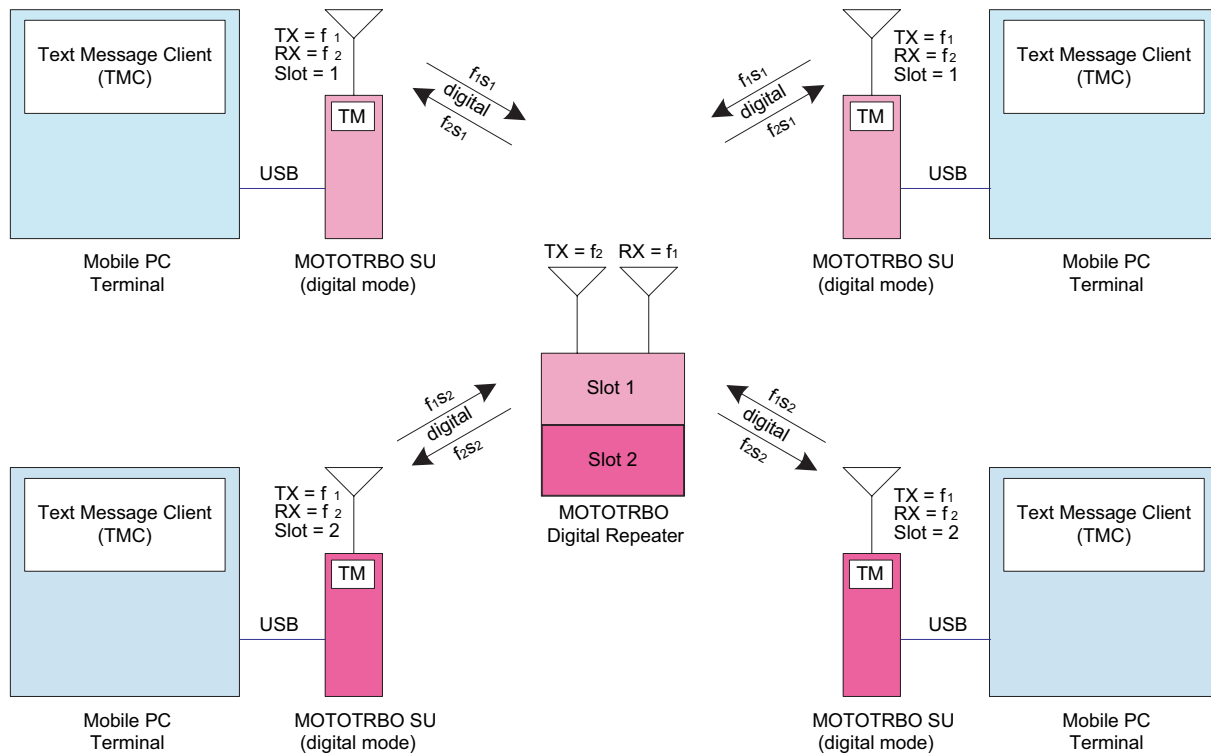 Text Message Client
(TMC)
TX = f 1
RX = f 2
Slot = 1
TM
USB
Mobile PC
Terminal
MOTOTRBO SU
(digital mode)
f1s1
digital
f2s1
f1s1
digital
f2s1
TX = f1
RX = f2
Slot = 1
TM
Text Message Client
(TMC)
USB
MOTOTRBO SU
(digital mode)
Mobile PC
Terminal
TX = f2
RX = f1
Slot 1
Slot 2
MOTOTRBO
Digital Repeater
Text Message Client
(TMC)
TX = f 1
RX = f 2
Slot = 2
TM
USB
Mobile PC
Terminal
MOTOTRBO SU
(digital mode)
f1s2
digital
f2s2
f1s2
digital
f2s2
TX = f1
RX = f2
Slot = 2
TM
Text Message Client
(TMC)
USB
MOTOTRBO SU
(digital mode)
Mobile PC
Terminal